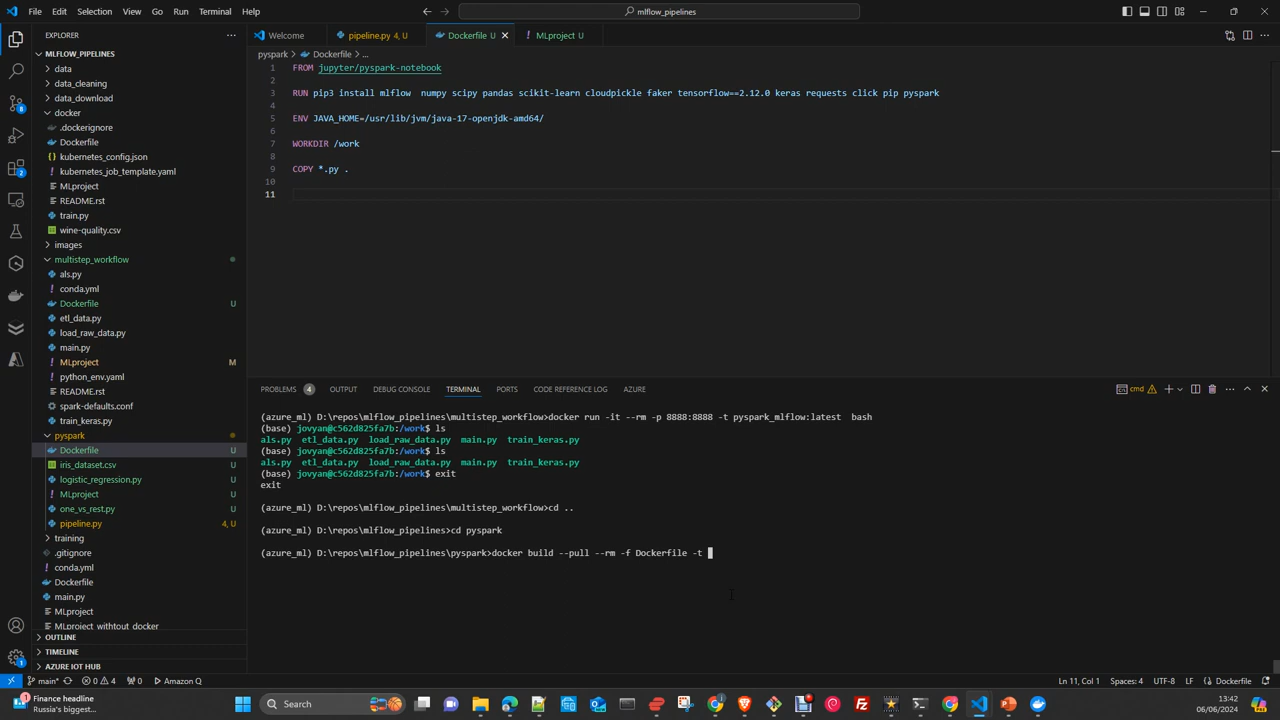 File Edit Selection View Go Run Terminal Help
mlflow_pipelines
EXPLORER
Welcome
pipeline.py 4, U
Dockerfile U
MLproject U
MLFLOW_PIPELINES
pyspark > Dockerfile > ...
data
data_cleaning
data_download
docker
.dockerignore
Dockerfile
kubernetes_config.json
kubernetes_job_template.yaml
MLproject
README.rst
train.py
wine-quality.csv
images
multistep_workflow
als.py
conda.yml
Dockerfile U
etl_data.py
load_raw_data.py
main.py
MLproject M
python_env.yaml
README.rst
spark-defaults.conf
train_keras.py
pyspark
Dockerfile U
iris_dataset.csv U
logistic_regression.py U
MLproject U
one_vs_rest.py U
pipeline.py 4, U
training
.gitignore
conda.yml
Dockerfile
main.py
MLproject
MLproject without docker
OUTLINE
TIMELINE
AZURE IOT HUB
1 FROM jupyter/pyspark-notebook
2
3 RUN pip3 install mlflow  numpy scipy pandas scikit-learn cloudpickle faker tensorflow==2.12.0 keras requests click pip pyspark
4
5 ENV JAVA_HOME=/usr/lib/jvm/java-17-openjdk-amd64/
6
7 WORKDIR /work
8
9 COPY *.py .
10
11
PROBLEMS 4 OUTPUT DEBUG CONSOLE TERMINAL PORTS CODE REFERENCE LOG AZURE
cmd
(azure_ml) D:\repos\mlflow_pipelines\multistep_workflow>docker run -it --rm -p 8888:8888 -t pyspark_mlflow:latest  bash
(base) jovyan@c562d825fa7b:/work$ ls
als.py  etl_data.py  load_raw_data.py  main.py  train_keras.py
(base) jovyan@c562d825fa7b:/work$ ls
als.py  etl_data.py  load_raw_data.py  main.py  train_keras.py
(base) jovyan@c562d825fa7b:/work$ exit
exit
(azure_ml) D:\repos\mlflow_pipelines\multistep_workflow>cd ..
(azure_ml) D:\repos\mlflow_pipelines>cd pyspark
(azure_ml) D:\repos\mlflow_pipelines\pyspark>docker build --pull --rm -f Dockerfile -t
8
2
1
main* 0 4 0 Amazon Q
Ln 11, Col 1 Spaces: 4 UTF-8 LF Dockerfile
1
Finance headline
Russia's biggest...
Search
13:42
06/06/2024